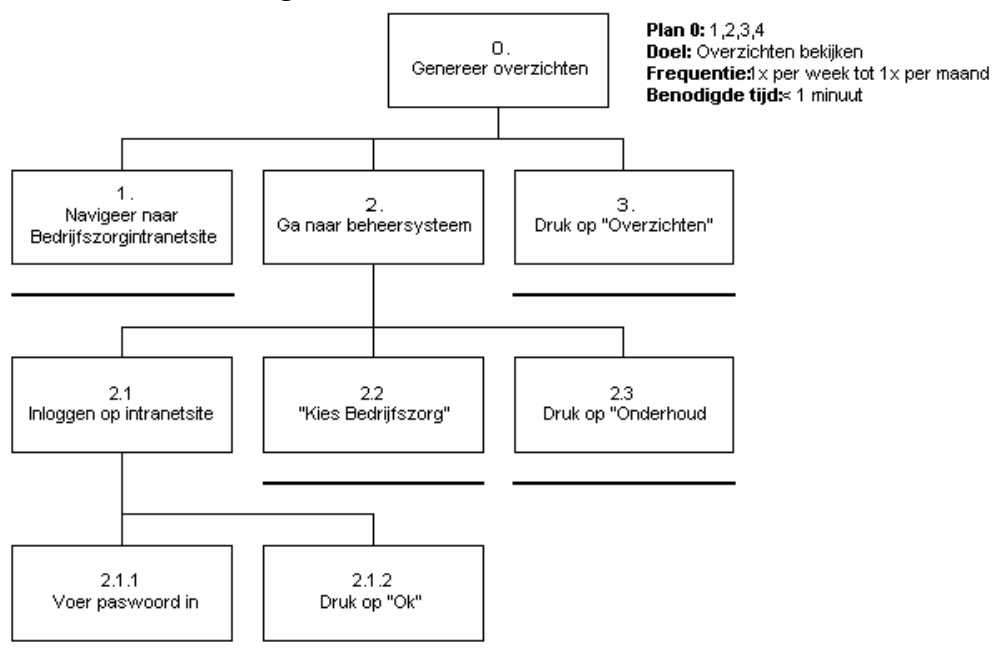 0.
Genereer overzichten
Plan 0: 1,2,3,4
Doel: Overzichten bekijken
Frequentie:1x per week tot 1x per maand
Benodigde tijd:< 1 minuut
1.
Navigeer naar
Bedrijfszorgintranetsite
2.
Ga naar beheersysteem
3.
Druk op "Overzichten"
2.1
Inloggen op intranetsite
2.2
"Kies Bedrijfszorg"
2.3
Druk op "Onderhoud
2.1.1
Voer paswoord in
2.1.2
Druk op "Ok"